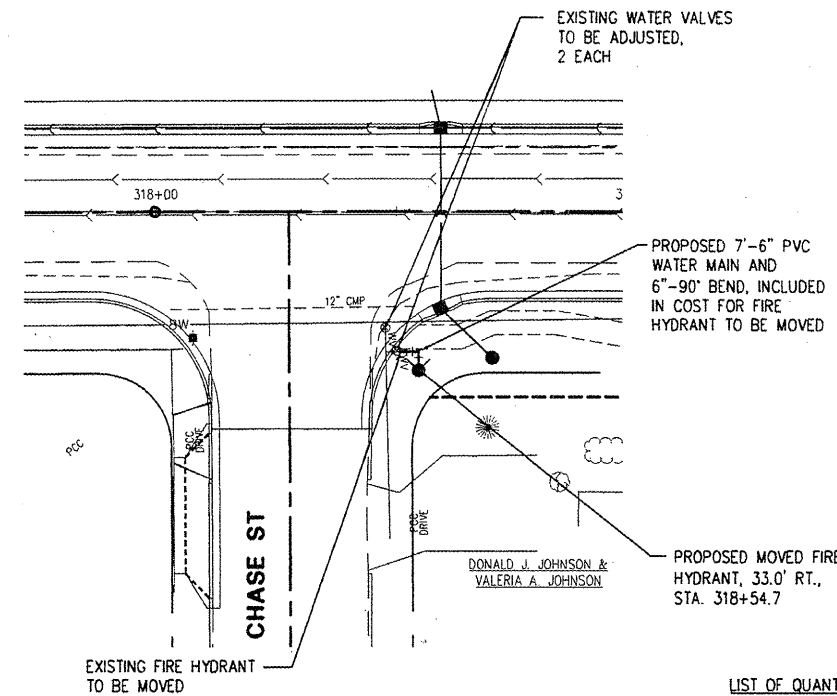 EXISTING WATER VALVES
TO BE ADJUSTED,
2 EACH
318+00
3
PROPOSED 7'-6" PVC
WATER MAIN AND
6"-90° BEND, INCLUDED
IN COST FOR FIRE
HYDRANT TO BE MOVED
12" CMP
BW
PCC
PCC
DRIVE
CHASE ST
PCC
DRIVE
DONALD J. JOHNSON &
VALERIA A. JOHNSON
PROPOSED MOVED FIRE
HYDRANT, 33.0' RT.,
STA. 318+54.7
EXISTING FIRE HYDRANT
TO BE MOVED
LIST OF QUANT